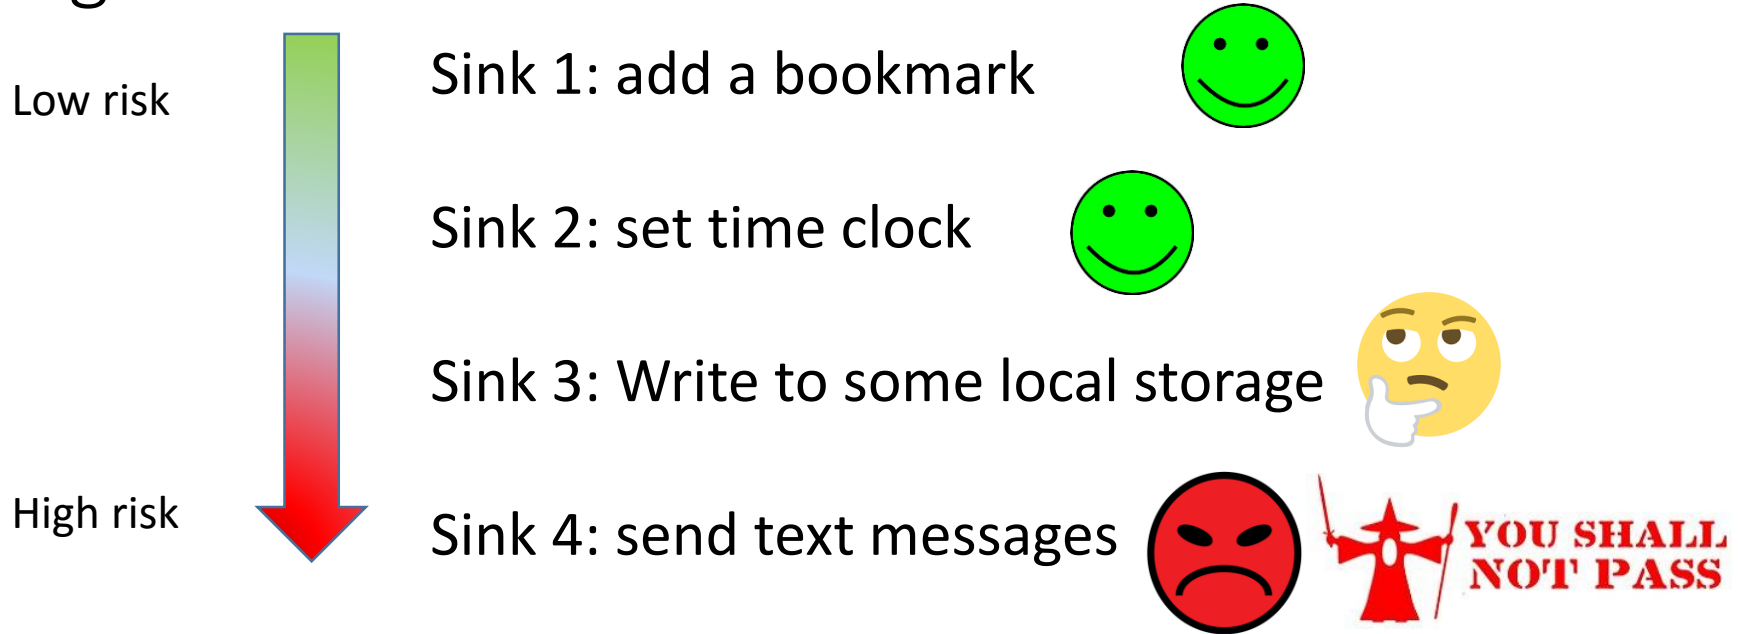 Low risk
Sink 1: add a bookmark
Sink 2: set time clock
Sink 3: Write to some local storage
High risk
Sink 4: send text messages
YOU SHALL
NOT PASS